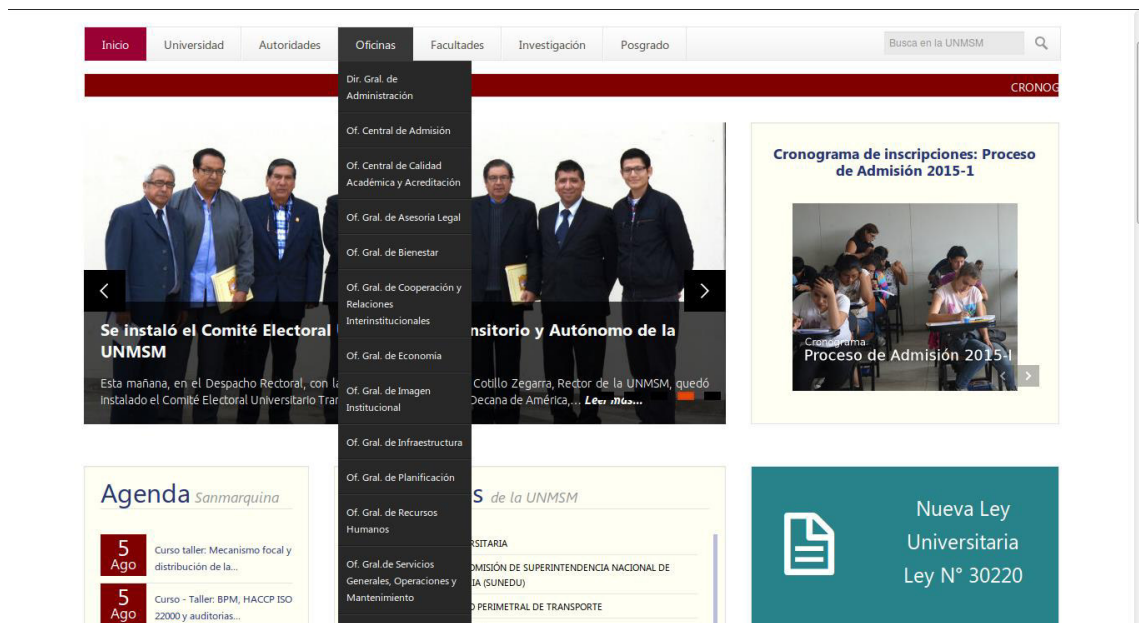 Inicio Universidad Autoridades Oficinas Facultades Investigación Posgrado Busca en la UNMSM
CRONOG
Dir. Gral. de
Administración
Of. Central de Admisión
Of. Central de Calidad
Académica y Acreditación
Of. Gral. de Asesoria Legal
Of. Gral. de Bienestar
Of. Gral. de Cooperación y
Relaciones
Interinstitucionales
Of. Gral. de Economía
Of. Gral. de Imagen
Institucional
Of. Gral. de Infraestructura
Of. Gral. de Planificación
Of. Gral. de Recursos
Humanos
Of. Gral.de Servicios
Generales, Operaciones y
Mantenimiento
Se instaló el Comité Electoral nsitorio y Autónomo de la
UNMSM
Esta mañana, en el Despacho Rectoral, con la Cotillo Zegarra, Rector de la UNMSM, quedó
instalado el Comité Electoral Universitario Tran Decana de América,... Leer más...
Cronograma de inscripciones: Proceso
de Admisión 2015-1
Cronograma
Proceso de Admisión 2015-I
Agenda Sanmarquina
5
Ago
Curso taller: Mecanismo focal y
distribución de la...
5
Ago
Curso - Taller: BPM, HACCP ISO
22000 y auditorias...
s de la UNMSM
RSITARIA
OMISIÓN DE SUPERINTENDENCIA NACIONAL DE
IA (SUNEDU)
O PERIMETRAL DE TRANSPORTE
Nueva Ley
Universitaria
Ley N° 30220